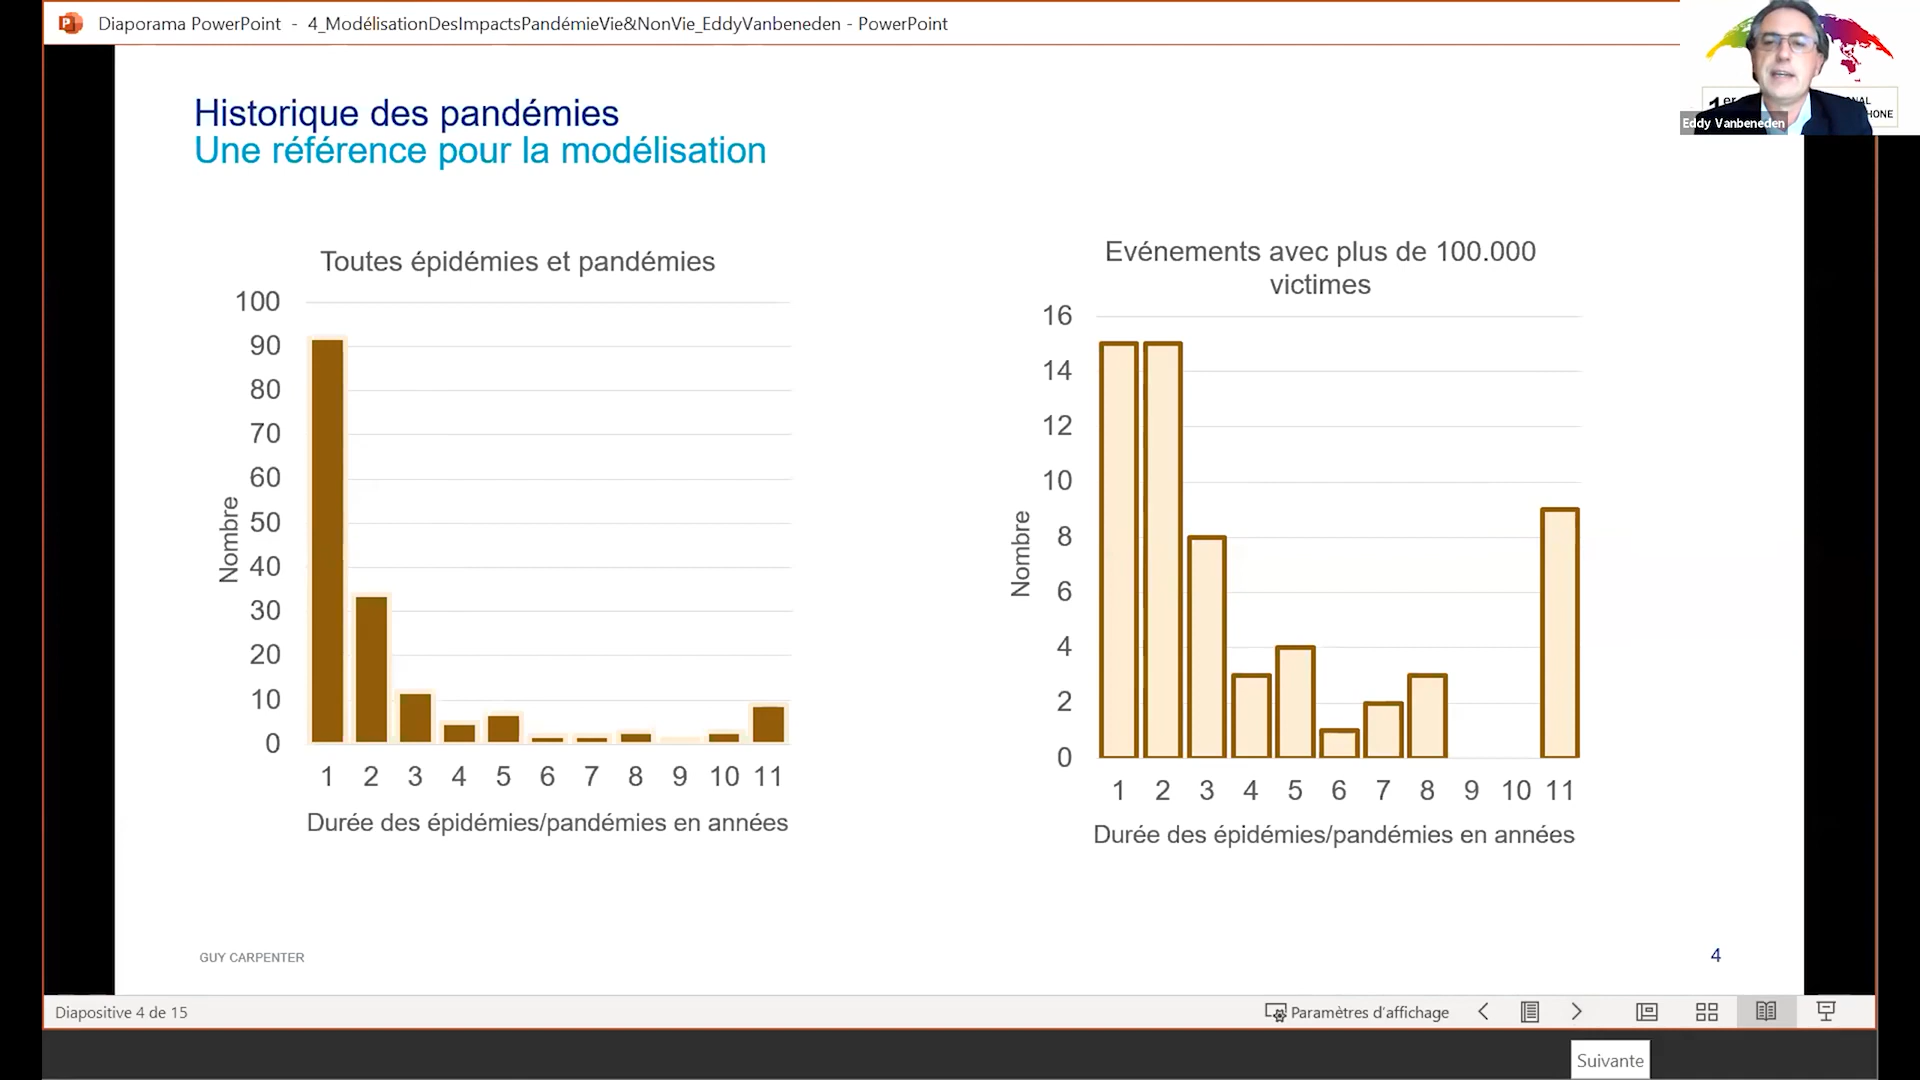 Diaporama PowerPoint - 4_ModélisationDesImpactsPandémieVie&NonVie_EddyVanbeneden - PowerPoint
1er
NAL
HONE
Eddy Vanbeneden
Historique des pandémies
Une référence pour la modélisation
Toutes épidémies et pandémies
100
90
80
70
60
50
40
30
20
10
0
Nombre
1 2 3 4 5 6 7 8 9 10 11
Durée des épidémies/pandémies en années
Evénements avec plus de 100.000
victimes
16
14
12
10
8
6
4
2
0
Nombre
1 2 3 4 5 6 7 8 9 10 11
Durée des épidémies/pandémies en années
GUY CARPENTER
4
Diapositive 4 de 15
Paramètres d'affichage
Suivante